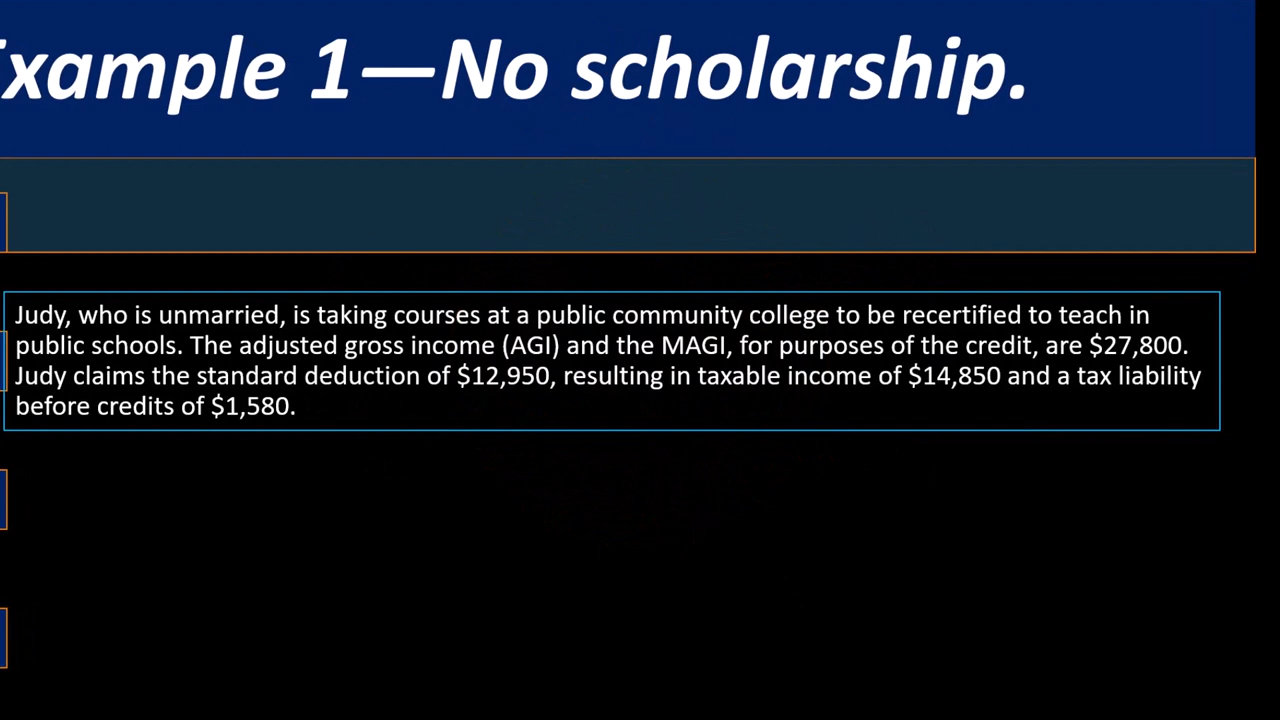 Example 1—No scholarship.
Judy, who is unmarried, is taking courses at a public community college to be recertified to teach in
public schools. The adjusted gross income (AGI) and the MAGI, for purposes of the credit, are $27,800.
Judy claims the standard deduction of $12,950, resulting in taxable income of $14,850 and a tax liability
before credits of $1,580.